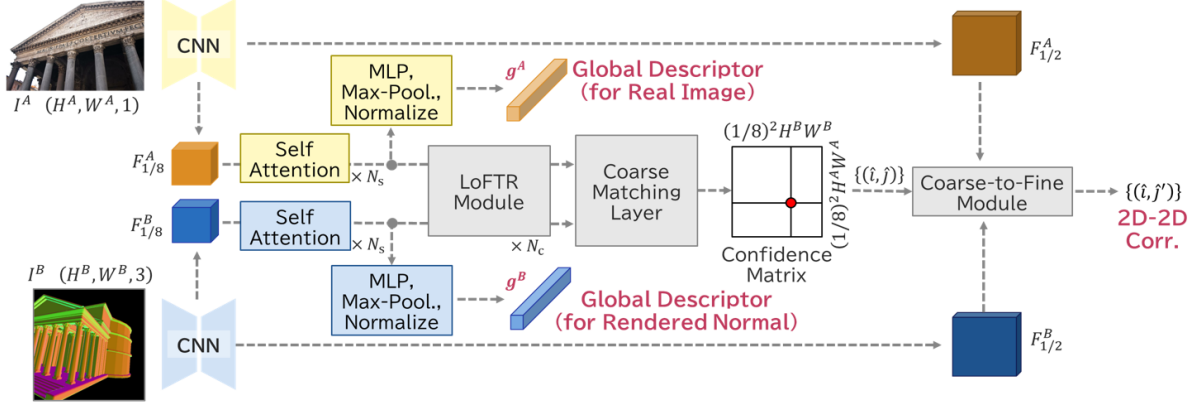 CNN
I^A (H^A, W^A, 1)
MLP,
Max-Pool.,
Normalize
g^A
Global Descriptor
(for Real Image)
F^A_{1/2}
F^A_{1/8}
Self
Attention
× N_s
LoFTR
Module
× N_c
Coarse
Matching
Layer
(1/8)^2 H^B W^B
(1/8)^2 H^A W^A
Confidence
Matrix
{(î, ĵ)}
Coarse-to-Fine
Module
{(î, ĵ′)}
2D-2D
Corr.
F^B_{1/8}
Self
Attention
× N_s
I^B (H^B, W^B, 3)
MLP,
Max-Pool.,
Normalize
g^B
Global Descriptor
(for Rendered Normal)
CNN
F^B_{1/2}